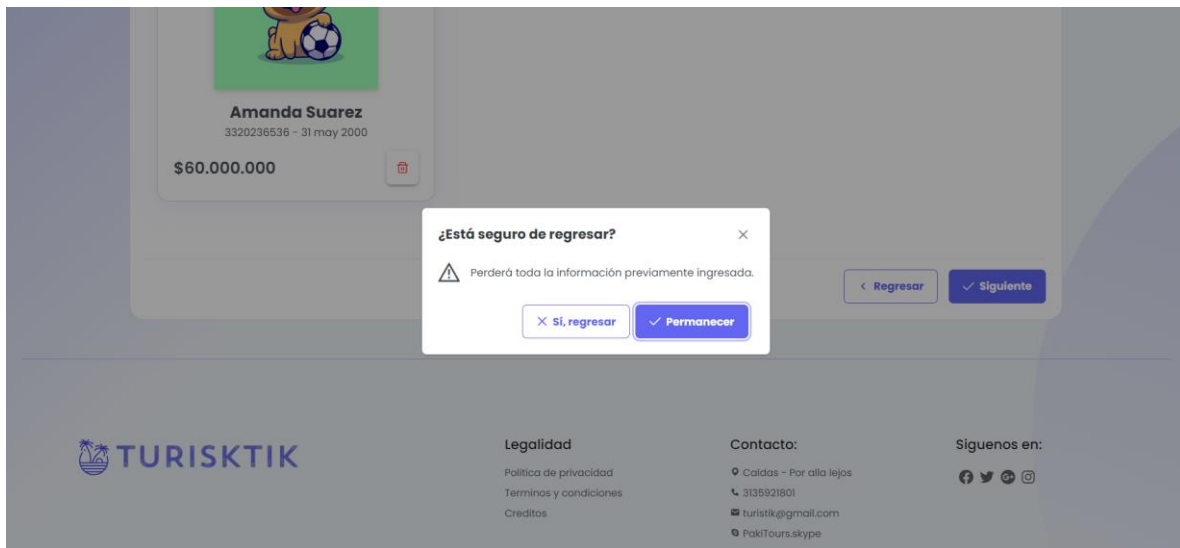 Amanda Suarez
3320236536 - 31 may 2000
$60.000.000
¿Está seguro de regresar?
Perderá toda la información previamente ingresada.
Sí, regresar
Permanecer
Regresar
Siguiente
TURISKTIK
Legalidad
Politica de privacidad
Terminos y condiciones
Creditos
Contacto:
Caldas - Por alla lejos
3135921801
turistik@gmail.com
PakiTours.skype
Siguenos en: